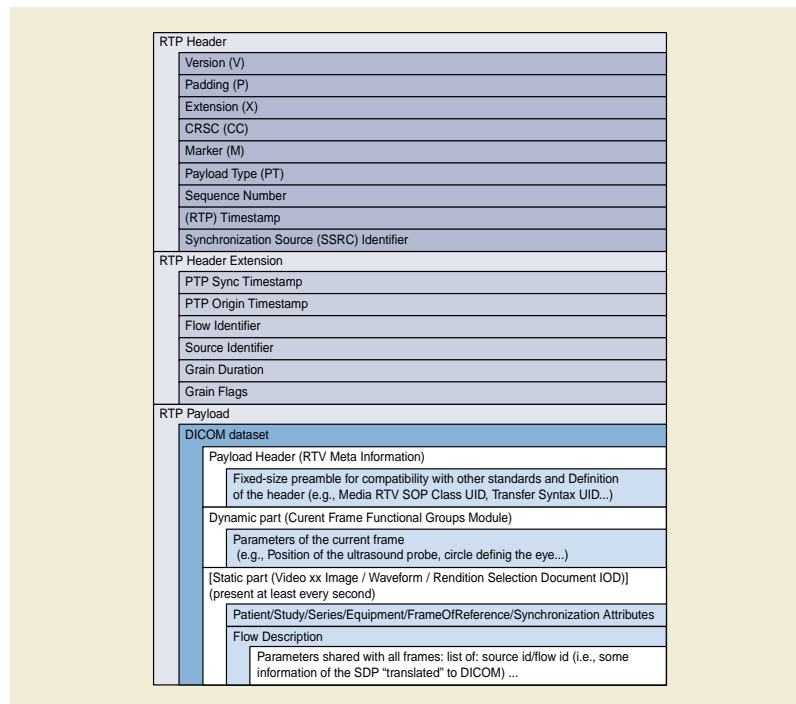 RTP Header
Version (V)
Padding (P)
Extension (X)
CRSC (CC)
Marker (M)
Payload Type (PT)
Sequence Number
(RTP) Timestamp
Synchronization Source (SSRC) Identifier
RTP Header Extension
PTP Sync Timestamp
PTP Origin Timestamp
Flow Identifier
Source Identifier
Grain Duration
Grain Flags
RTP Payload
DICOM dataset
Payload Header (RTV Meta Information)
Fixed-size preamble for compatibility with other standards and Definition
of the header (e.g., Media RTV SOP Class UID, Transfer Syntax UID...)
Dynamic part (Curent Frame Functional Groups Module)
Parameters of the current frame
(e.g., Position of the ultrasound probe, circle definig the eye...)
[Static part (Video xx Image / Waveform / Rendition Selection Document IOD)]
(present at least every second)
Patient/Study/Series/Equipment/FrameOfReference/Synchronization Attributes
Flow Description
Parameters shared with all frames: list of: source id/flow id (i.e., some
information of the SDP “translated” to DICOM) ...